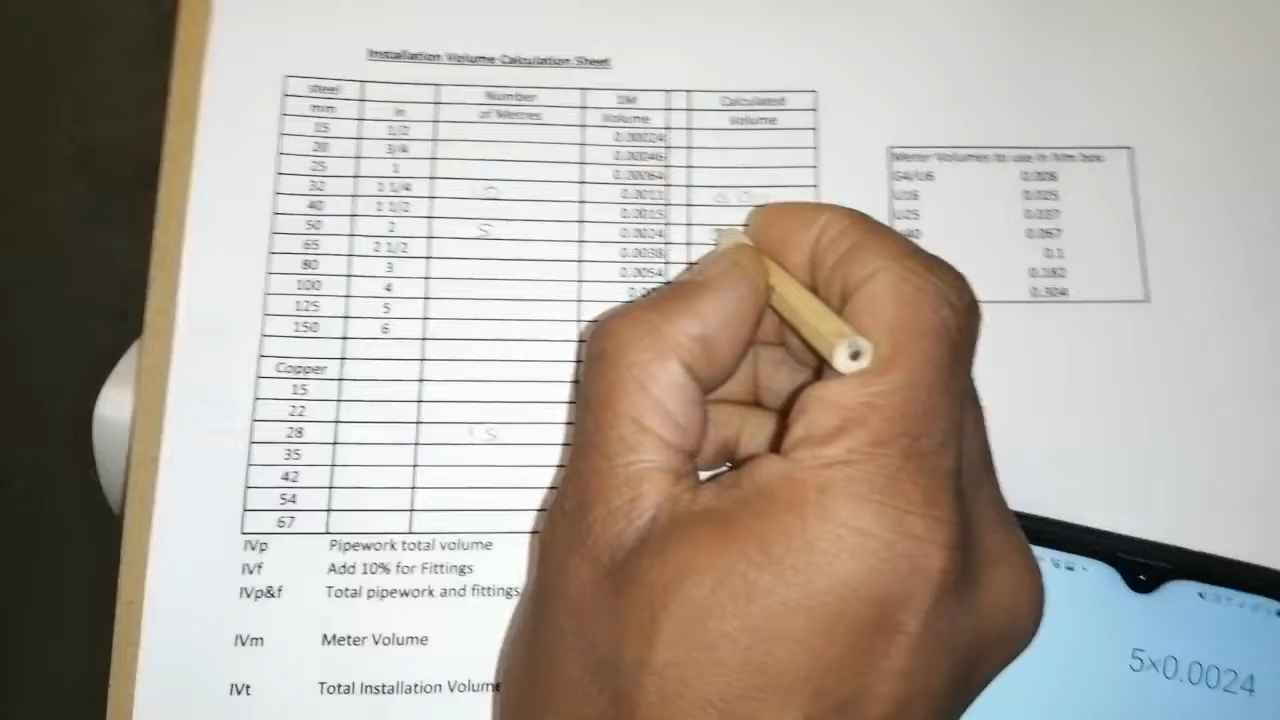 Installation Volume Calculation Sheet
steel Number 1M Calculated
mm in of Metres Volume Volume
15 1/2 0.00024
20 3/4 0.00046
25 1 0.00064
32 1 1/4 0.0011
40 1 1/2 0.0015
50 2 5 0.0024
65 2 1/2 0.0038
80 3 0.0054
100 4
125 5
150 6
Copper
15
22
28 15
35
42
54
67
IVp Pipework total volume
IVf Add 10% for Fittings
IVp&f Total pipework and fittings
IVm Meter Volume
IVt Total Installation Volume
Meter Volumes to use in IVm box
G4/U6 0.008
U16 0.025
U25 0.037
0.067
0.1
0.182
0.304
5×0.0024